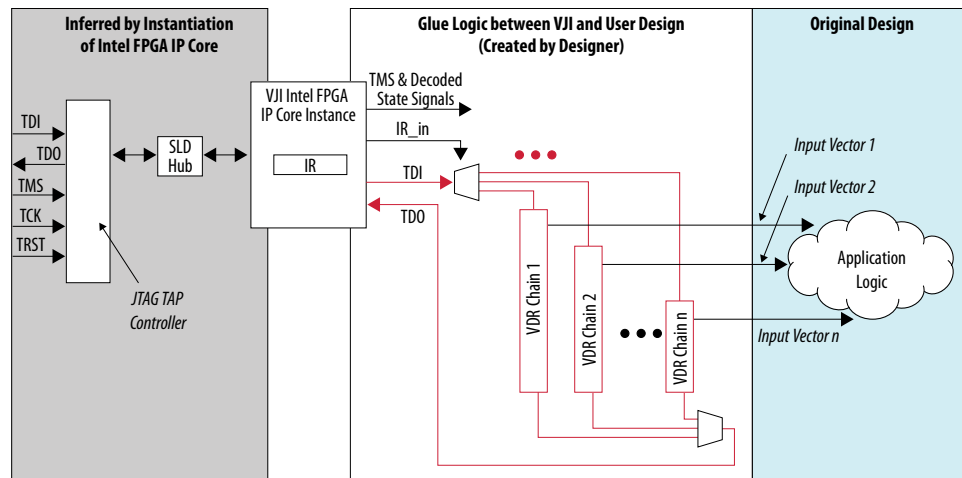 Inferred by Instantiation
of Intel FPGA IP Core
Glue Logic between VJI and User Design
(Created by Designer)
Original Design
TDI
TDO
TMS
TCK
TRST
SLD
Hub
JTAG TAP
Controller
VJI Intel FPGA
IP Core Instance
IR
TMS & Decoded
State Signals
IR_in
TDI
TDO
VDR Chain 1
VDR Chain 2
VDR Chain n
Input Vector 1
Input Vector 2
Application
Logic
Input Vector n